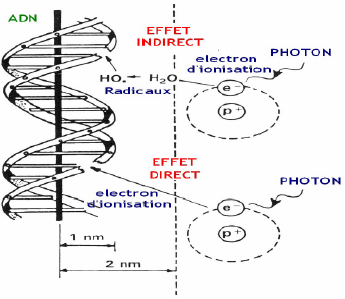 ADN
EFFET
INDIRECT
PHOTON
electron
d'ionisation
HO. ← H₂O
Radicaux
e⁻
p⁺
EFFET
DIRECT
PHOTON
electron
d'ionisation
e⁻
p⁺
1 nm
2 nm